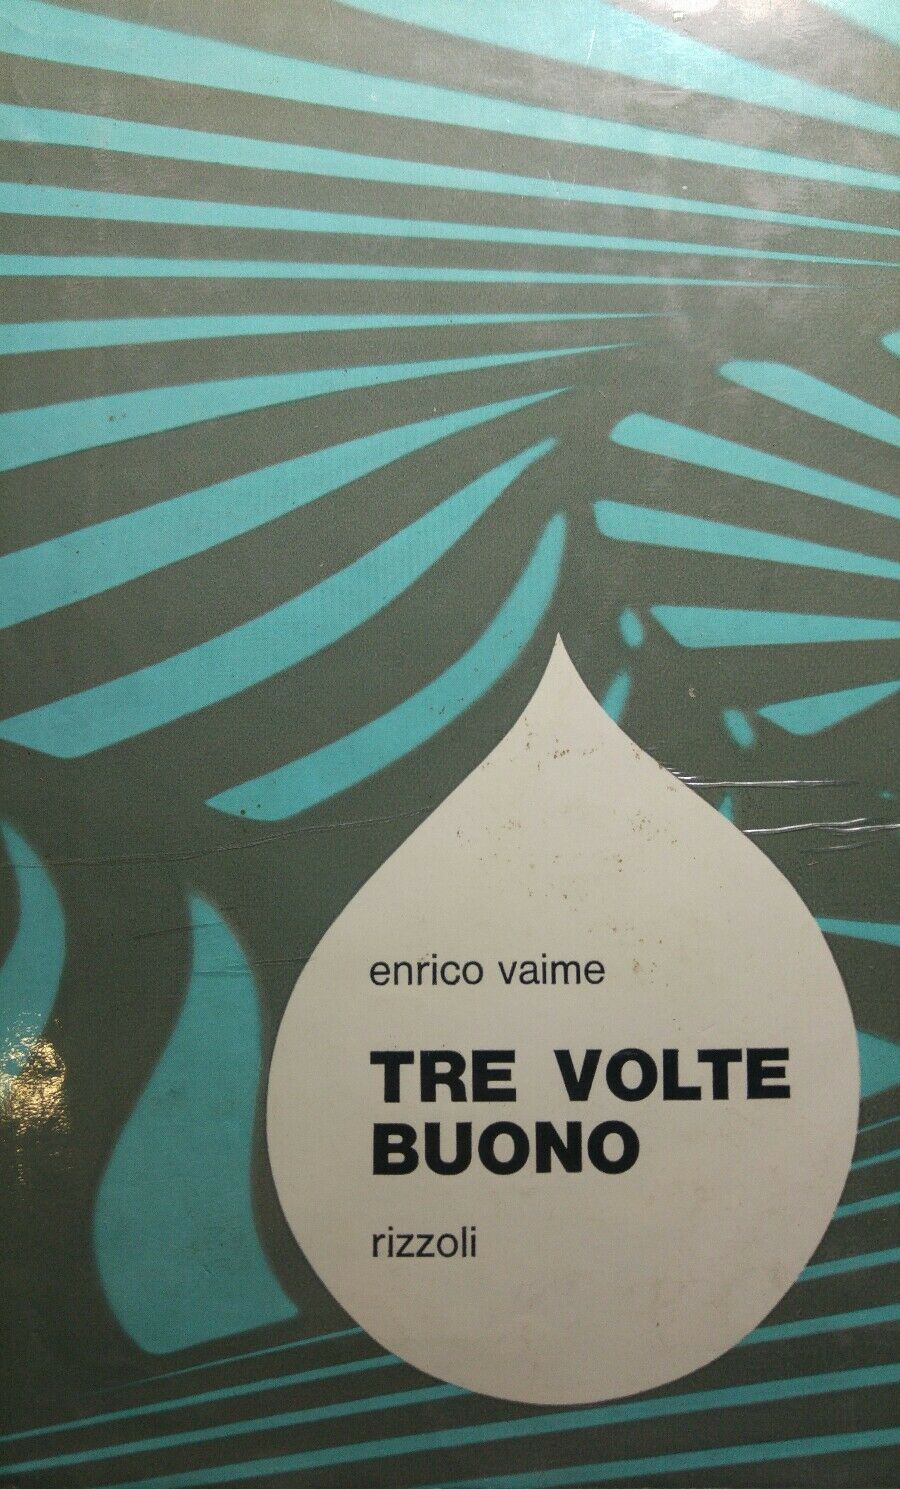 enrico vaime
TRE VOLTE
BUONO
rizzoli